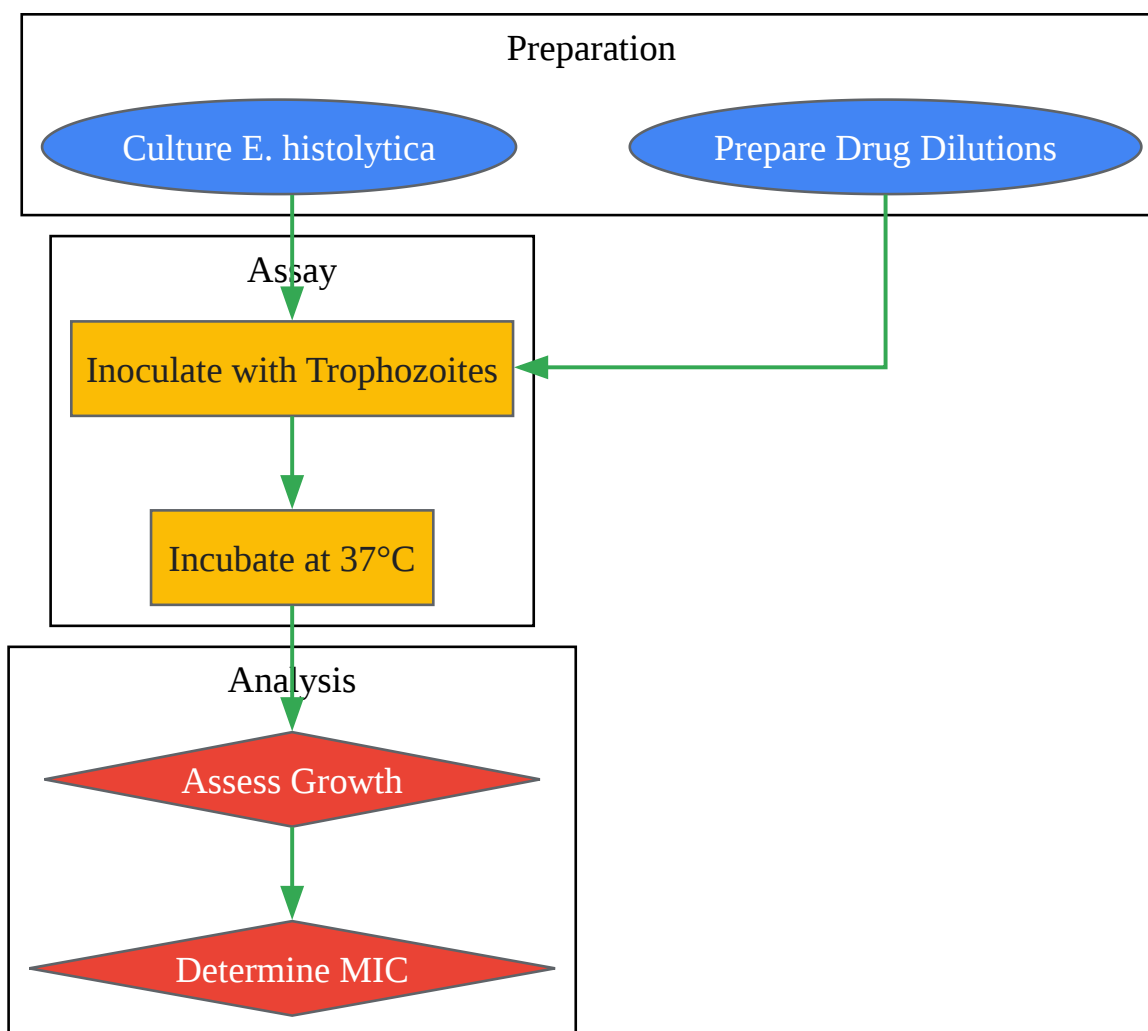 Preparation
Culture E. histolytica
Prepare Drug Dilutions
Assay
Inoculate with Trophozoites
Incubate at 37°C
Analysis
Assess Growth
Determine MIC